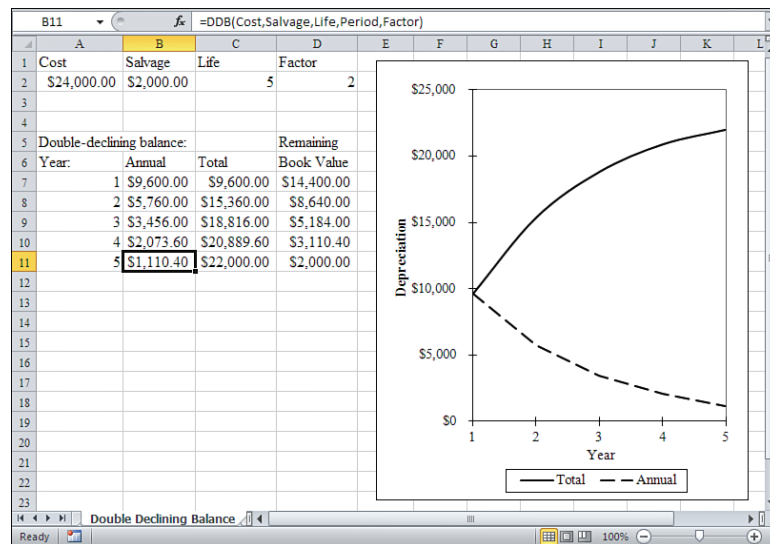 B11 fx =DDB(Cost,Salvage,Life,Period,Factor)
A B C D E F G H I J K L
1 Cost Salvage Life Factor
2 $24,000.00 $2,000.00 5 2
3
4
5 Double-declining balance: Remaining
6 Year: Annual Total Book Value
7 1 $9,600.00 $9,600.00 $14,400.00
8 2 $5,760.00 $15,360.00 $8,640.00
9 3 $3,456.00 $18,816.00 $5,184.00
10 4 $2,073.60 $20,889.60 $3,110.40
11 5 $1,110.40 $22,000.00 $2,000.00
12
13
14
15
16
17
18
19
20
21
22
23
$25,000
$20,000
$15,000
$10,000
$5,000
$0
Depreciation
1 2 3 4 5
Year
Total Annual
Double Declining Balance
Ready 100%